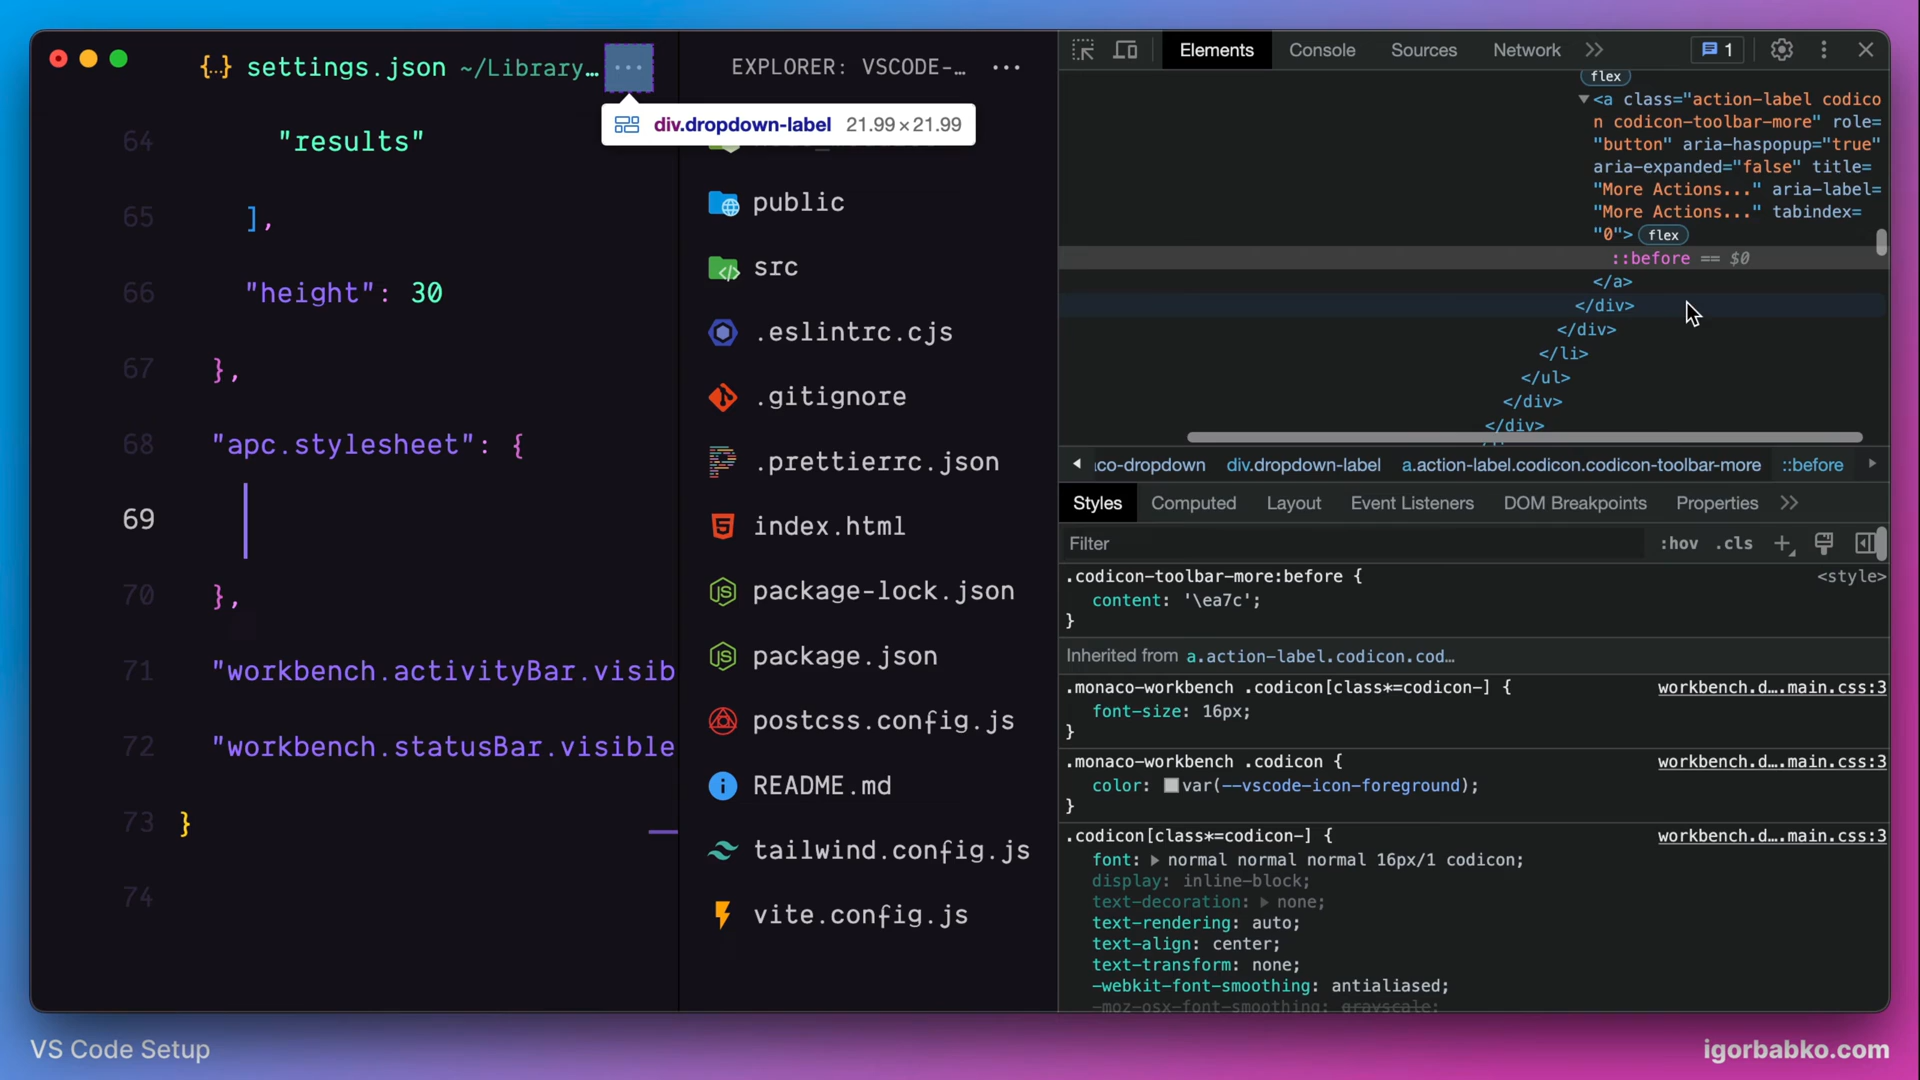 {..} settings.json ~/Library… ···
64 "results"
65 ],
66 "height": 30
67 },
68 "apc.stylesheet": {
69
70 },
71 "workbench.activityBar.visib
72 "workbench.statusBar.visible
73 }
74
EXPLORER: VSCODE-… ···
div.dropdown-label 21.99×21.99
public
src
.eslintrc.cjs
.gitignore
.prettierrc.json
index.html
package-lock.json
package.json
postcss.config.js
README.md
tailwind.config.js
vite.config.js
Elements Console Sources Network 1
flex
<a class="action-label codico
n codicon-toolbar-more" role=
"button" aria-haspopup="true"
aria-expanded="false" title=
"More Actions..." aria-label=
"More Actions..." tabindex=
"0"> flex
::before == $0
</a>
</div>
</div>
</li>
</ul>
</div>
</div>
aco-dropdown div.dropdown-label a.action-label.codicon.codicon-toolbar-more ::before
Styles Computed Layout Event Listeners DOM Breakpoints Properties
Filter :hov .cls
.codicon-toolbar-more:before { <style>
content: '\ea7c';
}
Inherited from a.action-label.codicon.cod…
.monaco-workbench .codicon[class*=codicon-] { workbench.d….main.css:3
font-size: 16px;
}
.monaco-workbench .codicon { workbench.d….main.css:3
color: var(--vscode-icon-foreground);
}
.codicon[class*=codicon-] { workbench.d….main.css:3
font: normal normal normal 16px/1 codicon;
display: inline-block;
text-decoration: none;
text-rendering: auto;
text-align: center;
text-transform: none;
-webkit-font-smoothing: antialiased;
-moz-osx-font-smoothing: grayscale;
VS Code Setup
igorbabko.com